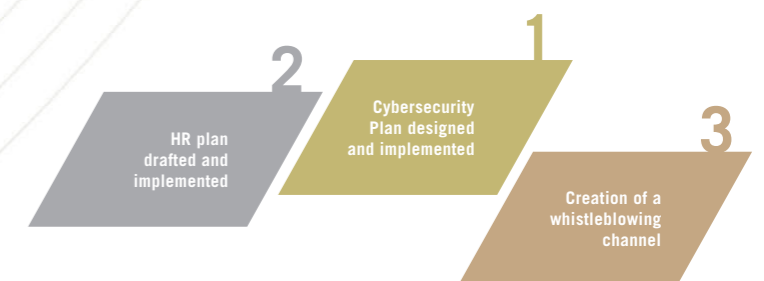 2
HR plan
drafted and
implemented
1
Cybersecurity
Plan designed
and implemented
3
Creation of a
whistleblowing
channel